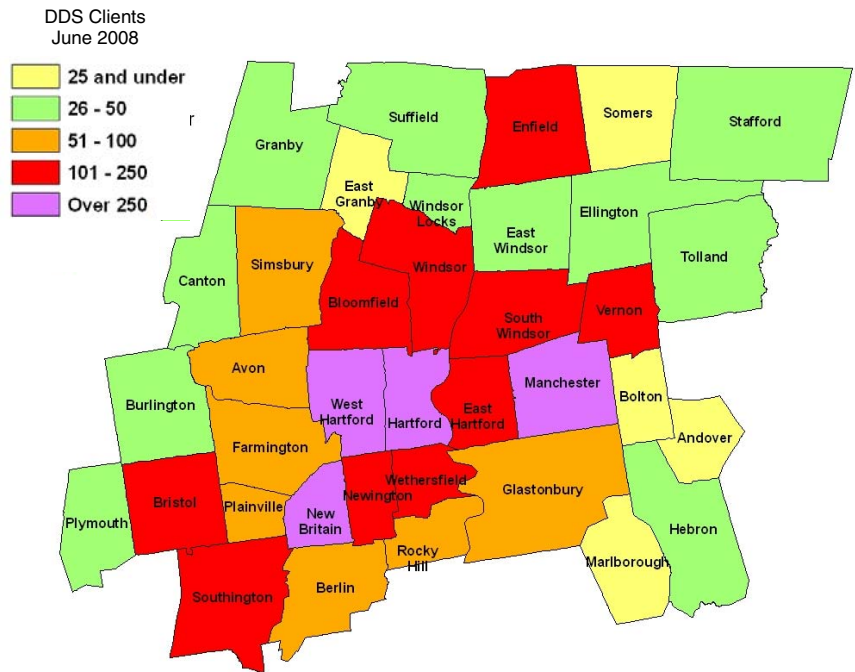 DDS Clients
June 2008
25 and under
26 - 50
51 - 100
101 - 250
Over 250
r
Granby
Suffield
Enfield
Somers
Stafford
East
Granby
Windsor
Locks
East
Windsor
Ellington
Tolland
Canton
Simsbury
Windsor
Bloomfield
South
Windsor
Vernon
Avon
Burlington
West
Hartford
Hartford
East
Hartford
Manchester
Bolton
Andover
Farmington
Plymouth
Bristol
Plainville
New
Britain
Newington
Wethersfield
Glastonbury
Hebron
Rocky
Hill
Marlborough
Southington
Berlin